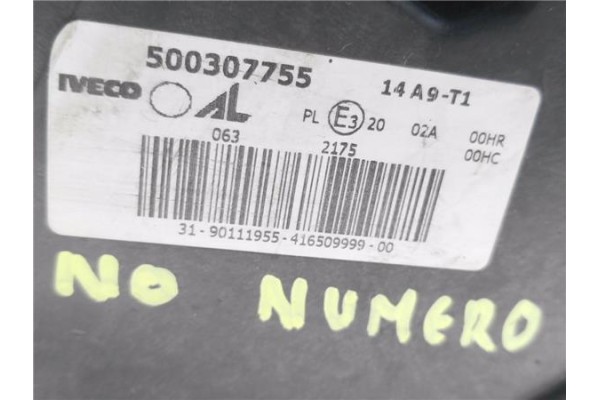 500307755 14 A9-T1
IVECO AL PL E3 20 02A 00HR
00HC
063 2175
31-90111955-416509999-00
NO NUMERO